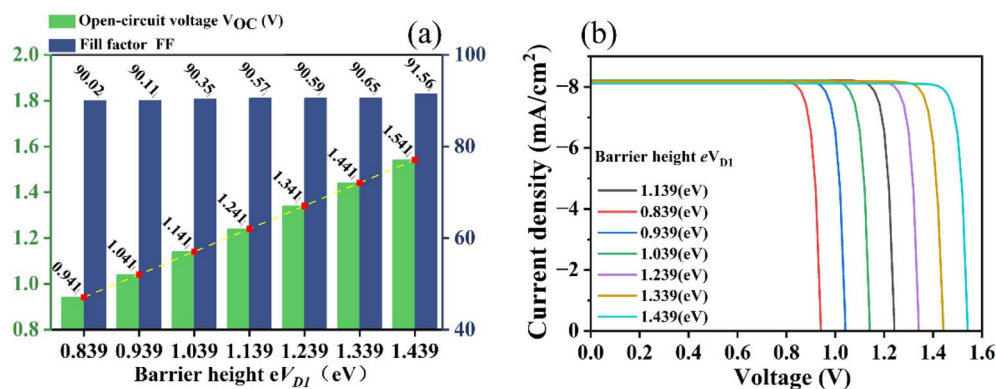 Open-circuit voltage VOC (V)
Fill factor FF
(a)
2.0
1.8
1.6
1.4
1.2
1.0
0.8
100
80
60
40
90.02
90.11
90.35
90.57
90.59
90.65
91.56
0.941
1.041
1.141
1.241
1.341
1.441
1.541
0.839 0.939 1.039 1.139 1.239 1.339 1.439
Barrier height eVD1 (eV)
(b)
Current density (mA/cm2)
−8
−6
−4
−2
0
Barrier height eVD1
1.139(eV)
0.839(eV)
0.939(eV)
1.039(eV)
1.239(eV)
1.339(eV)
1.439(eV)
0.0 0.2 0.4 0.6 0.8 1.0 1.2 1.4 1.6
Voltage (V)